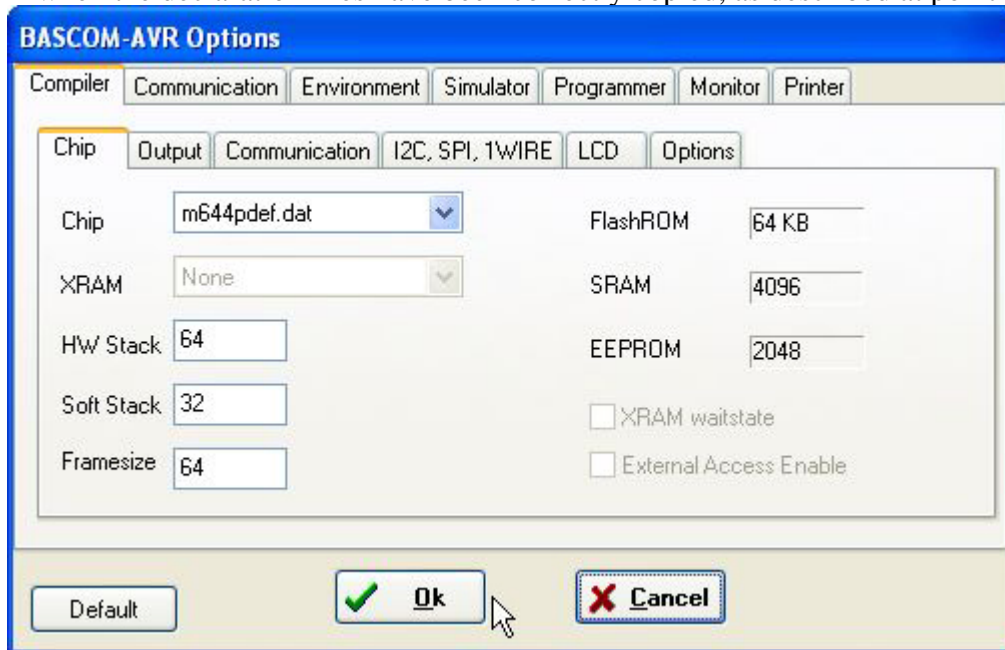 BASCOM-AVR Options
Compiler Communication Environment Simulator Programmer Monitor Printer
Chip Output Communication I2C, SPI, 1WIRE LCD Options
Chip m644pdef.dat FlashROM 64 KB
XRAM None SRAM 4096
HW Stack 64 EEPROM 2048
Soft Stack 32 XRAM waitstate
Framesize 64 External Access Enable
Default Ok Cancel